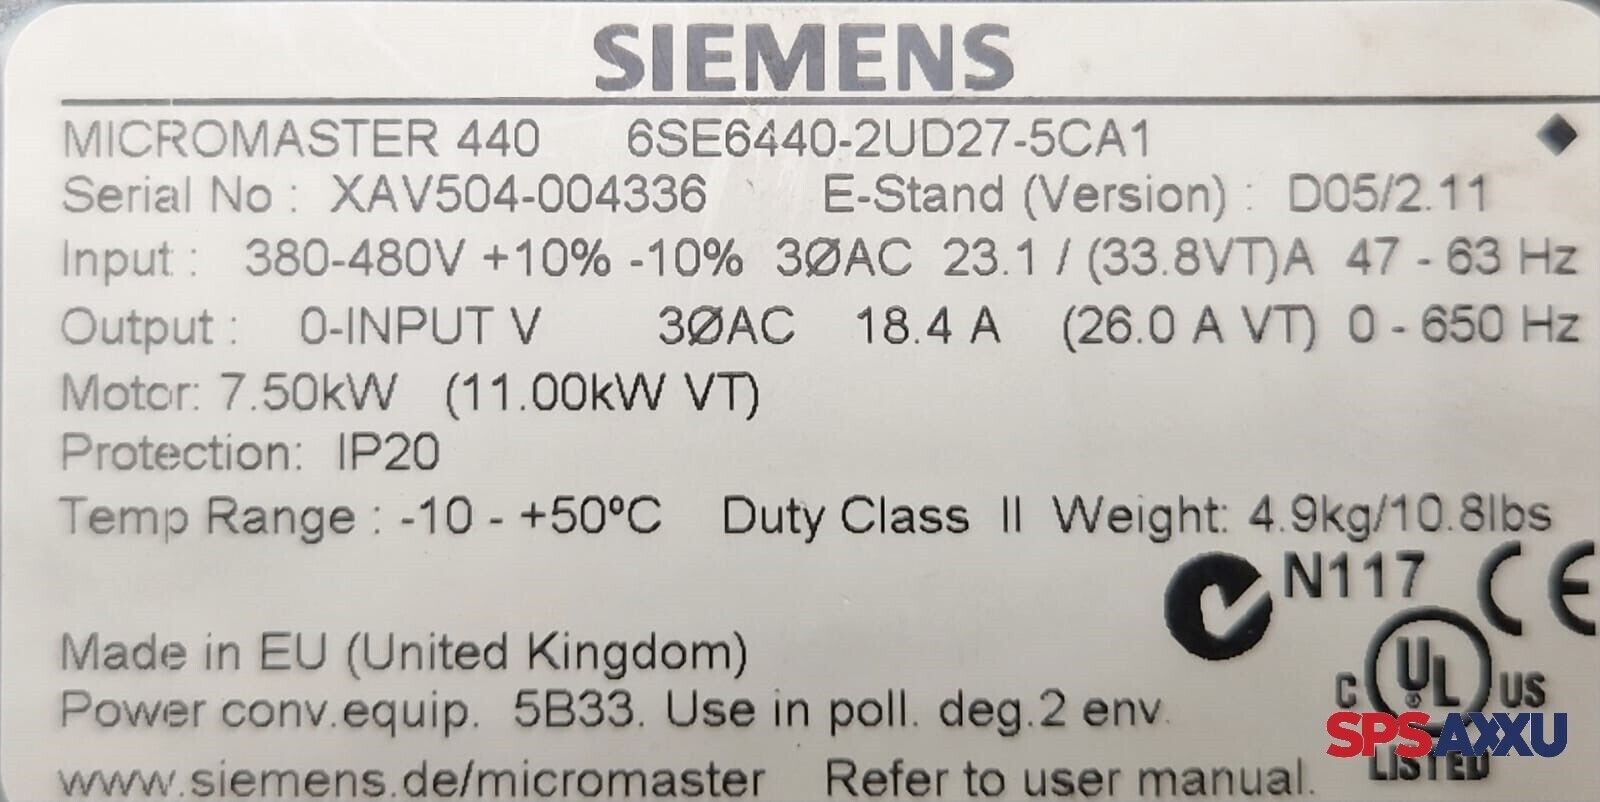 SIEMENS
MICROMASTER 440 6SE6440-2UD27-5CA1
Serial No : XAV504-004336 E-Stand (Version) : D05/2.11
Input : 380-480V +10% -10% 3ØAC 23.1 / (33.8VT)A 47 - 63 Hz
Output : 0-INPUT V 3ØAC 18.4 A (26.0 A VT) 0 - 650 Hz
Motor: 7.50kW (11.00kW VT)
Protection: IP20
Temp Range : -10 - +50ºC Duty Class II Weight: 4.9kg/10.8lbs
N117 CE
Made in EU (United Kingdom)
C UL ® US
Power conv.equip. 5B33. Use in poll. deg.2 env.
SPSAXXU
www.siemens.de/micromaster Refer to user manual.
LISTED